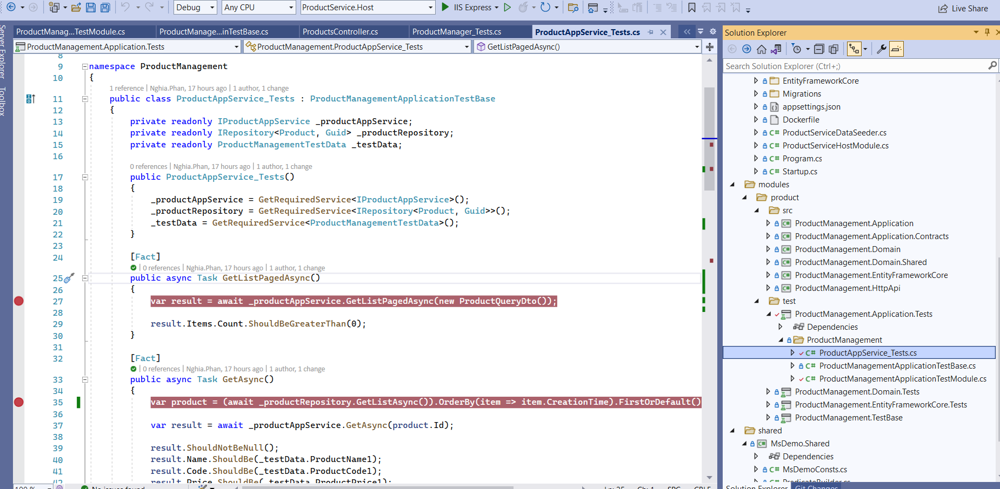 Debug
Any CPU
ProductService.Host
IIS Express
Live Share
Server Explorer
Toolbox
ProductManag...TestModule.cs
ProductManage...inTestBase.cs
ProductsController.cs
ProductManager_Tests.cs
ProductAppService_Tests.cs
ProductManagement.Application.Tests
ProductManagement.ProductAppService_Tests
GetListPagedAsync()
8
9 namespace ProductManagement
10 {
1 reference | Nghia.Phan, 17 hours ago | 1 author, 1 change
11 public class ProductAppService_Tests : ProductManagementApplicationTestBase
12 {
13 private readonly IProductAppService _productAppService;
14 private readonly IRepository<Product, Guid> _productRepository;
15 private readonly ProductManagementTestData _testData;
16
0 references | Nghia.Phan, 17 hours ago | 1 author, 1 change
17 public ProductAppService_Tests()
18 {
19 _productAppService = GetRequiredService<IProductAppService>();
20 _productRepository = GetRequiredService<IRepository<Product, Guid>>();
21 _testData = GetRequiredService<ProductManagementTestData>();
22 }
23
24 [Fact]
| 0 references | Nghia.Phan, 17 hours ago | 1 author, 1 change
25 public async Task GetListPagedAsync()
26 {
27 var result = await _productAppService.GetListPagedAsync(new ProductQueryDto());
28
29 result.Items.Count.ShouldBeGreaterThan(0);
30 }
31
32 [Fact]
| 0 references | Nghia.Phan, 17 hours ago | 1 author, 1 change
33 public async Task GetAsync()
34 {
35 var product = (await _productRepository.GetListAsync()).OrderBy(item => item.CreationTime).FirstOrDefault()
36
37 var result = await _productAppService.GetAsync(product.Id);
38
39 result.ShouldNotBeNull();
40 result.Name.ShouldBe(_testData.ProductName1);
41 result.Code.ShouldBe(_testData.ProductCode1);
42 result.Price.ShouldBe(_testData.ProductPrice1);
100 %
No issues found
Ln: 25
Ch: 1
SPC
CRLF
Solution Explorer
Search Solution Explorer (Ctrl+;)
EntityFrameworkCore
Migrations
appsettings.json
Dockerfile
C# ProductServiceDataSeeder.cs
C# ProductServiceHostModule.cs
C# Program.cs
C# Startup.cs
modules
product
src
C# ProductManagement.Application
C# ProductManagement.Application.Contracts
C# ProductManagement.Domain
C# ProductManagement.Domain.Shared
C# ProductManagement.EntityFrameworkCore
C# ProductManagement.HttpApi
test
ProductManagement.Application.Tests
Dependencies
ProductManagement
C# ProductAppService_Tests.cs
C# ProductManagementApplicationTestBase.cs
C# ProductManagementApplicationTestModule.cs
ProductManagement.Domain.Tests
ProductManagement.EntityFrameworkCore.Tests
ProductManagement.TestBase
shared
C# MsDemo.Shared
Dependencies
C# MsDemoConsts.cs
C# PredicateBuilder.cs
Solution Explorer
Git Changes